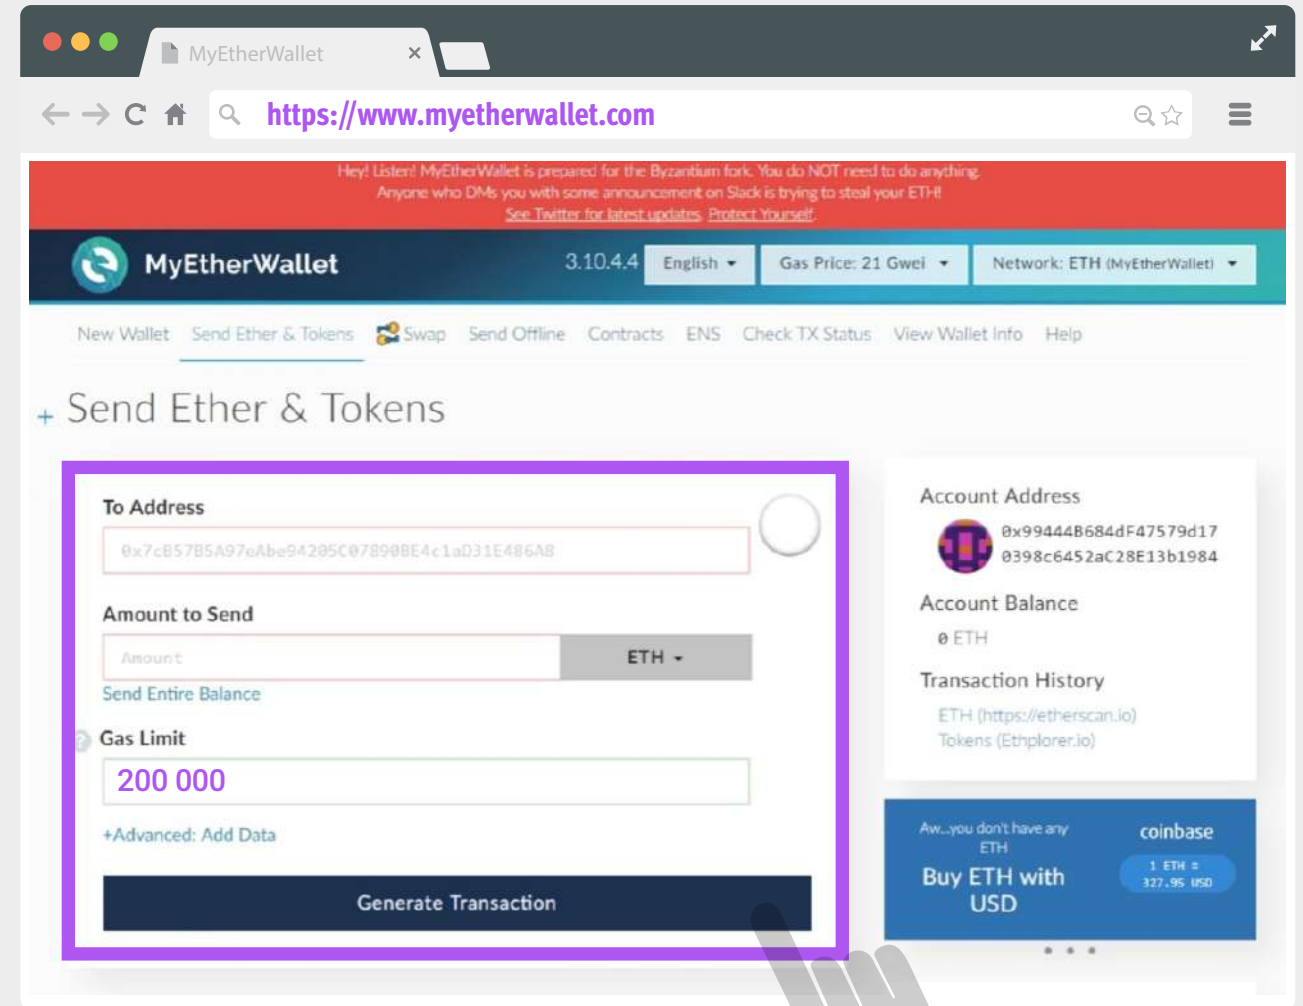 MyEtherWallet
https://www.myetherwallet.com
Hey! Listen! MyEtherWallet is prepared for the Byzantium fork. You do NOT need to do anything.
Anyone who DMs you with some announcement on Slack is trying to steal your ETH!
See Twitter for latest updates. Protect Yourself.
MyEtherWallet
3.10.4.4 English Gas Price: 21 Gwei Network: ETH (MyEtherWallet)
New Wallet Send Ether & Tokens Swap Send Offline Contracts ENS Check TX Status View Wallet Info Help
+ Send Ether & Tokens
To Address
0x7cB57B5A97eAbe94205C07890BE4c1aD31E486A8
Amount to Send
Amount ETH
Send Entire Balance
? Gas Limit
200 000
+Advanced: Add Data
Generate Transaction
Account Address
0x99444B684dF47579d17
0398c6452aC28E13b1984
Account Balance
0 ETH
Transaction History
ETH (https://etherscan.io)
Tokens (Ethplorer.io)
Aw...you don't have any
ETH
Buy ETH with
USD
coinbase
1 ETH =
327.95 USD